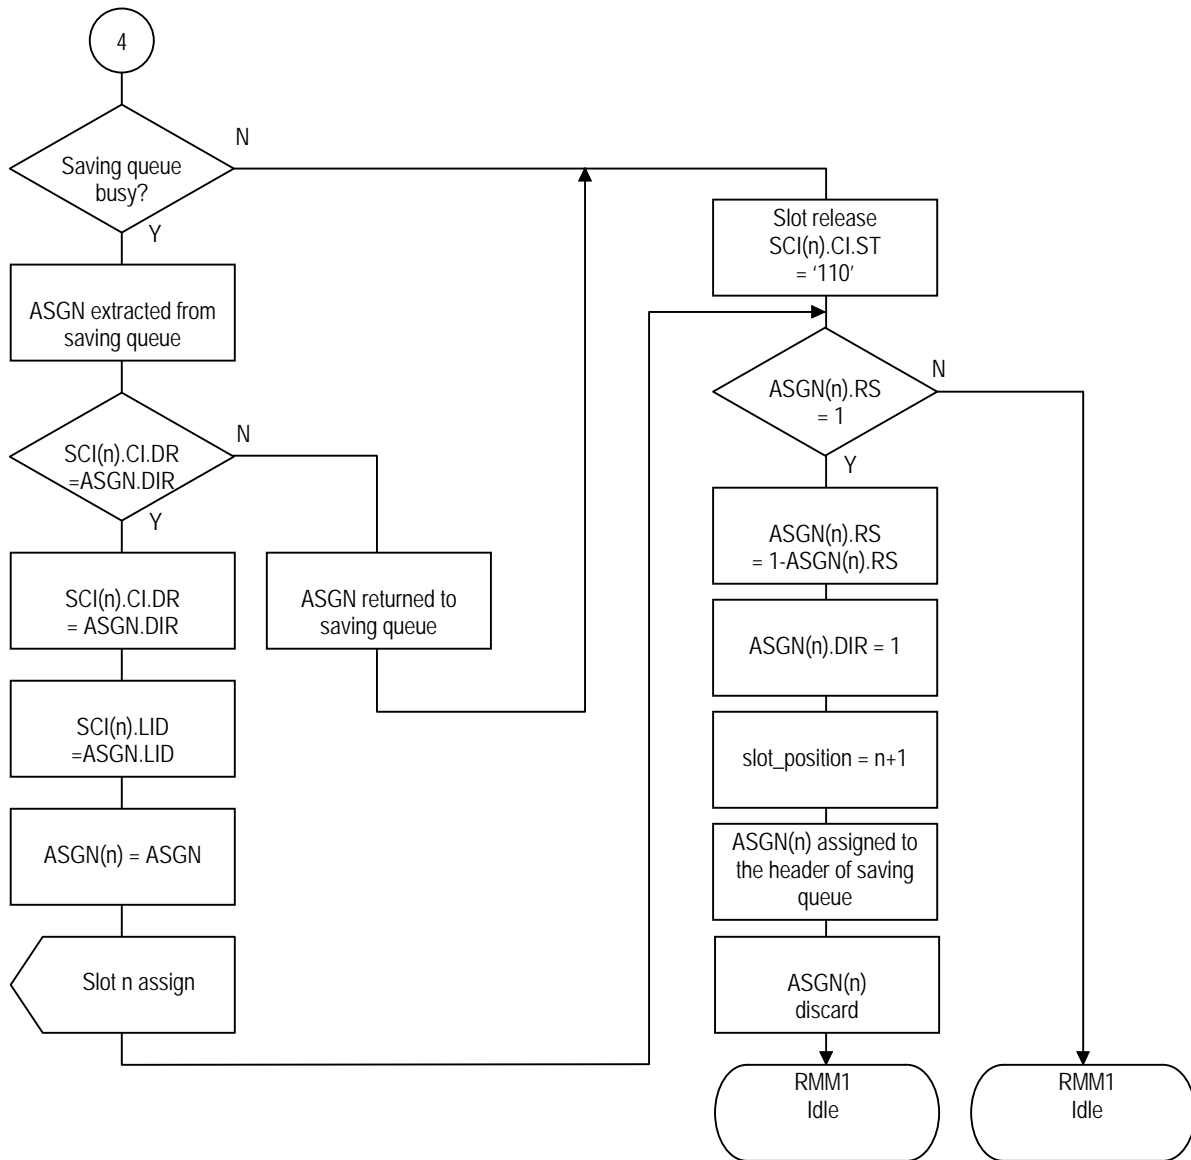 4
Saving queue
busy?
N
Y
ASGN extracted from
saving queue
SCI(n).CI.DR
=ASGN.DIR
N
Y
SCI(n).CI.DR
= ASGN.DIR
ASGN returned to
saving queue
SCI(n).LID
=ASGN.LID
ASGN(n) = ASGN
Slot n assign
Slot release
SCI(n).CI.ST
= ‘110’
ASGN(n).RS
= 1
N
Y
ASGN(n).RS
= 1-ASGN(n).RS
ASGN(n).DIR = 1
slot_position = n+1
ASGN(n) assigned to
the header of saving
queue
ASGN(n)
discard
RMM1
Idle
RMM1
Idle